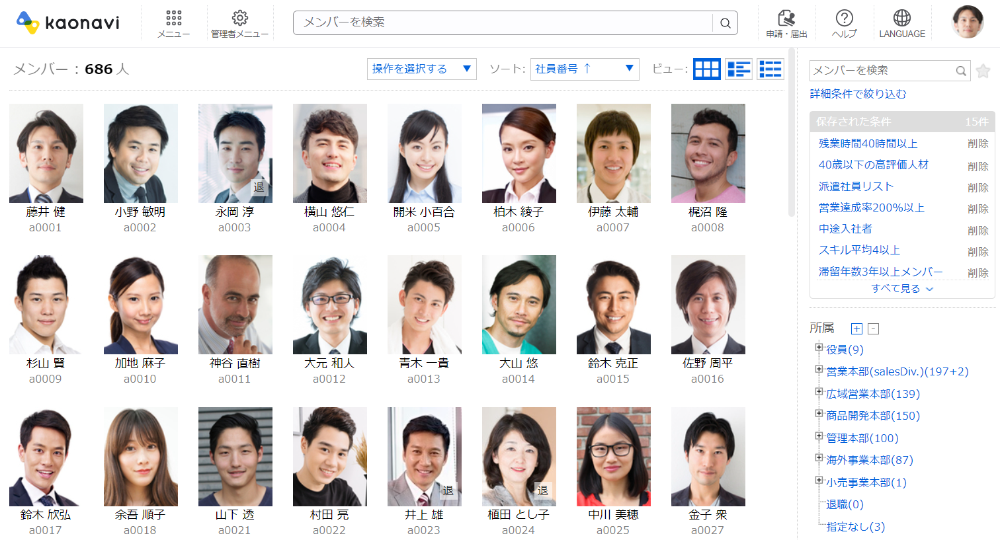 kaonavi
メニュー
管理者メニュー
メンバーを検索
申請・届出
ヘルプ
LANGUAGE
メンバー：686人
操作を選択する ▼
ソート: 社員番号 ↑ ▼
ビュー:
藤井 健
a0001
小野 敏明
a0002
退
永岡 淳
a0003
横山 悠仁
a0004
開米 小百合
a0005
柏木 綾子
a0006
伊藤 太輔
a0007
梶沼 隆
a0008
杉山 賢
a0009
加地 麻子
a0010
神谷 直樹
a0011
大元 和人
a0012
青木 一貴
a0013
大山 悠
a0014
鈴木 克正
a0015
佐野 周平
a0016
鈴木 欣弘
a0017
余吾 順子
a0018
山下 透
a0021
村田 亮
a0022
退
井上 雄
a0023
退
植田 とし子
a0024
中川 美穂
a0025
金子 衆
a0027
メンバーを検索
詳細条件で絞り込む
保存された条件 15件
残業時間40時間以上 削除
40歳以下の高評価人材 削除
派遣社員リスト 削除
営業達成率200%以上 削除
中途入社者 削除
スキル平均4以上 削除
滞留年数3年以上メンバー 削除
すべて見る
所属 + -
役員(9)
営業本部(salesDiv.)(197+2)
広域営業本部(139)
商品開発本部(150)
管理本部(100)
海外事業本部(87)
小売事業本部(1)
退職(0)
指定なし(3)